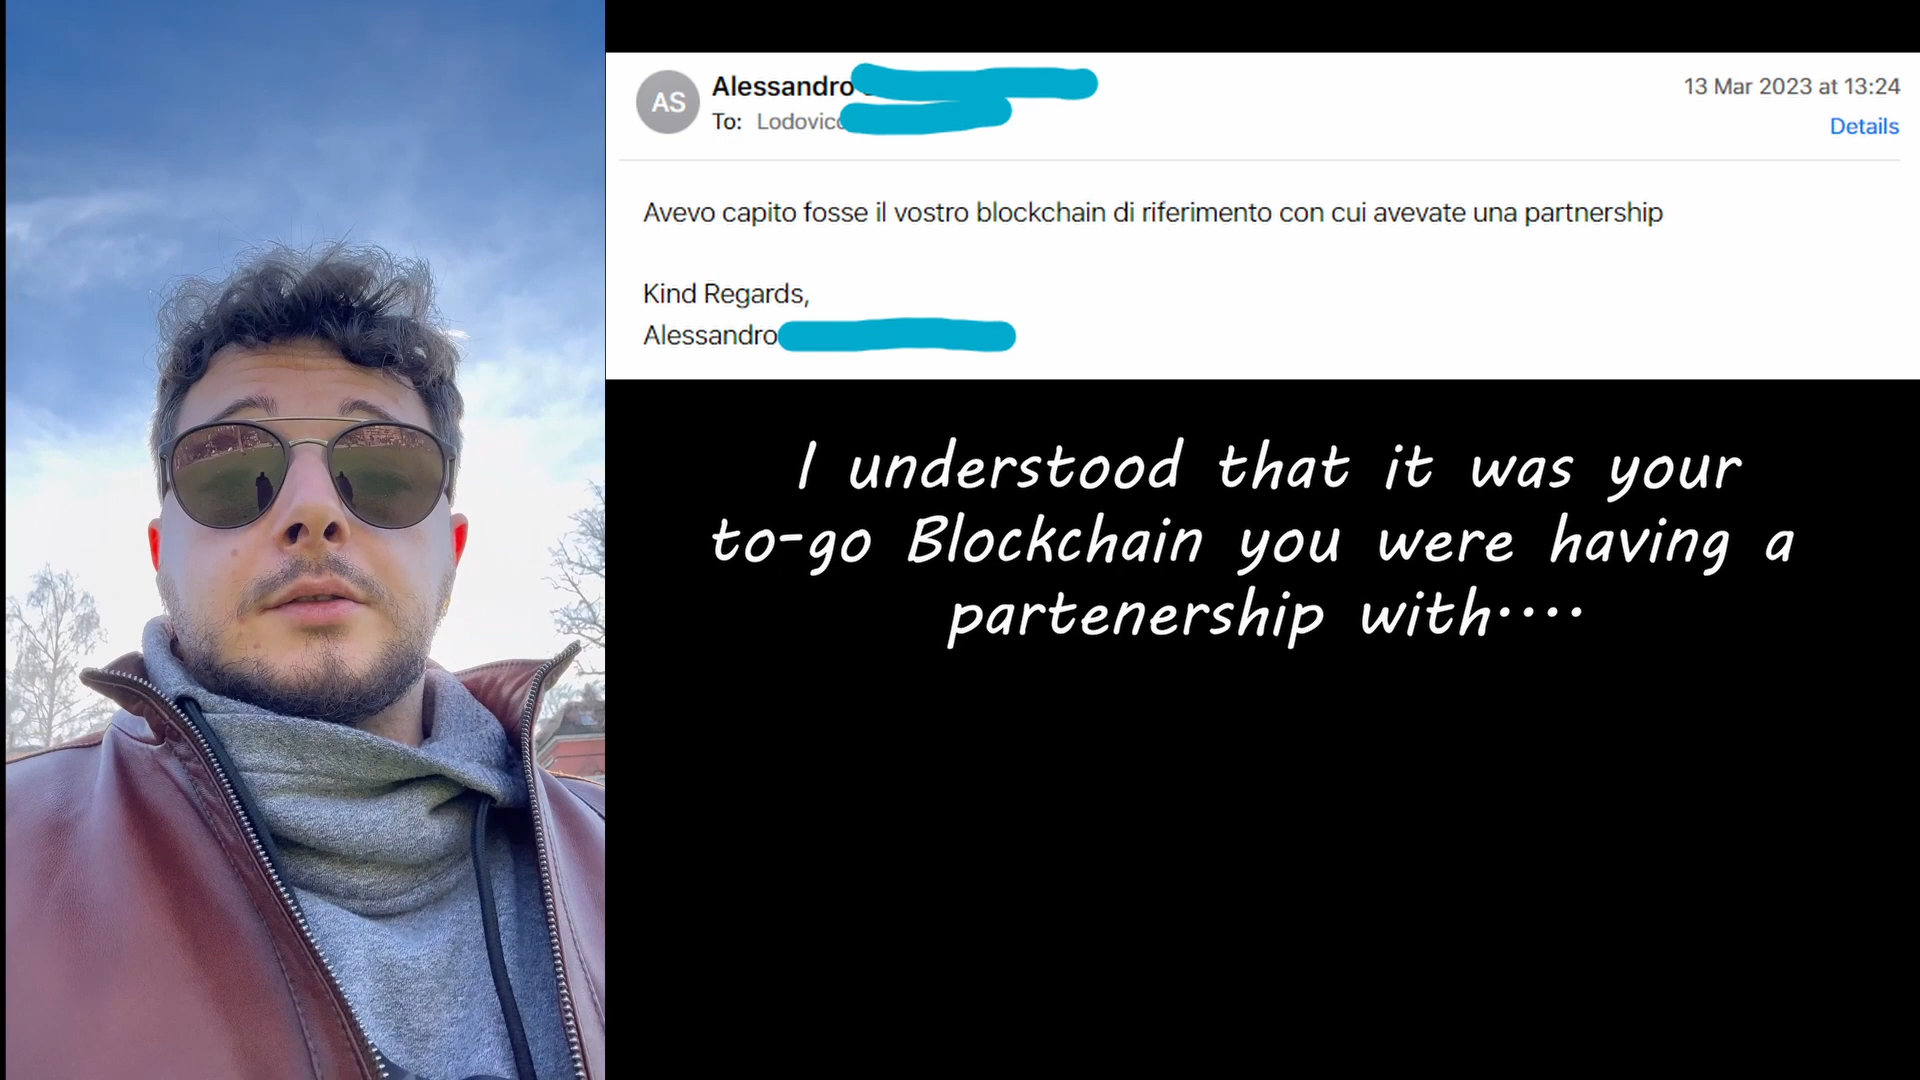 AS
Alessandro
13 Mar 2023 at 13:24
To: Lodovico
Details
Avevo capito fosse il vostro blockchain di riferimento con cui avevate una partnership
Kind Regards,
Alessandro
I understood that it was your
to-go Blockchain you were having a
partenership with....